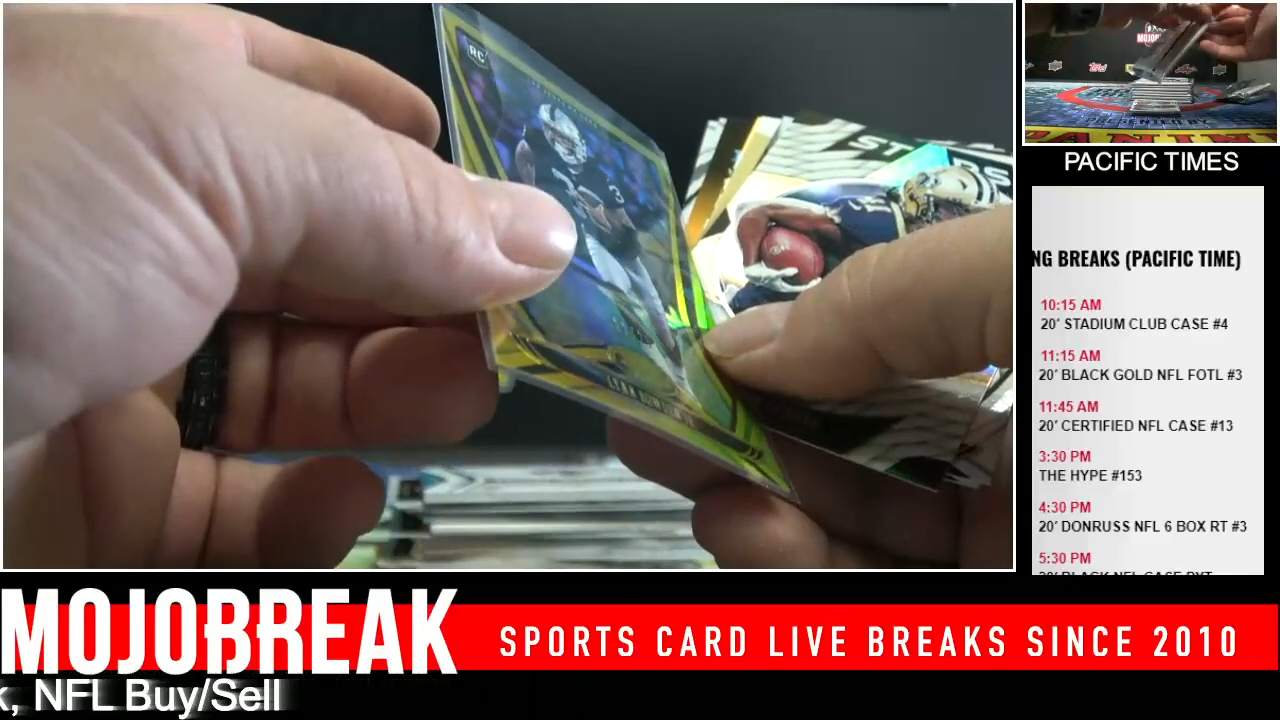 RC
STARS
PACIFIC TIMES
NG BREAKS (PACIFIC TIME)
10:15 AM
20' STADIUM CLUB CASE #4
11:15 AM
20' BLACK GOLD NFL FOTL #3
11:45 AM
20' CERTIFIED NFL CASE #13
3:30 PM
THE HYPE #153
4:30 PM
20' DONRUSS NFL 6 BOX RT #3
5:30 PM
MOJOBREAK
SPORTS CARD LIVE BREAKS SINCE 2010
k, NFL Buy/Sell